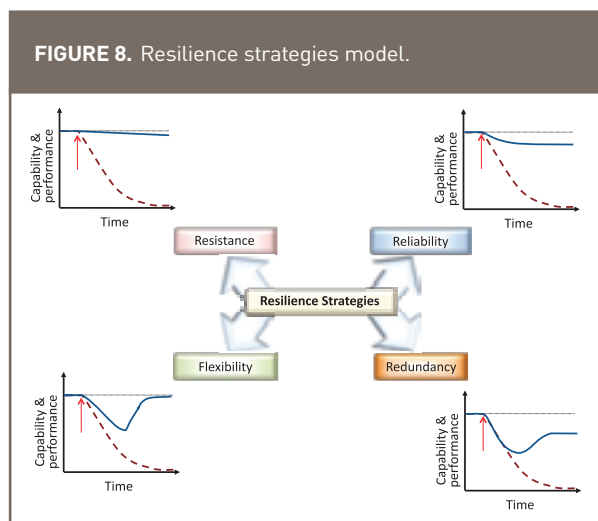 FIGURE 8. Resilience strategies model.
Capability &
performance
Time
Capability &
performance
Time
Resistance
Reliability
Resilience Strategies
Flexibility
Redundancy
Capability &
performance
Time
Capability &
performance
Time